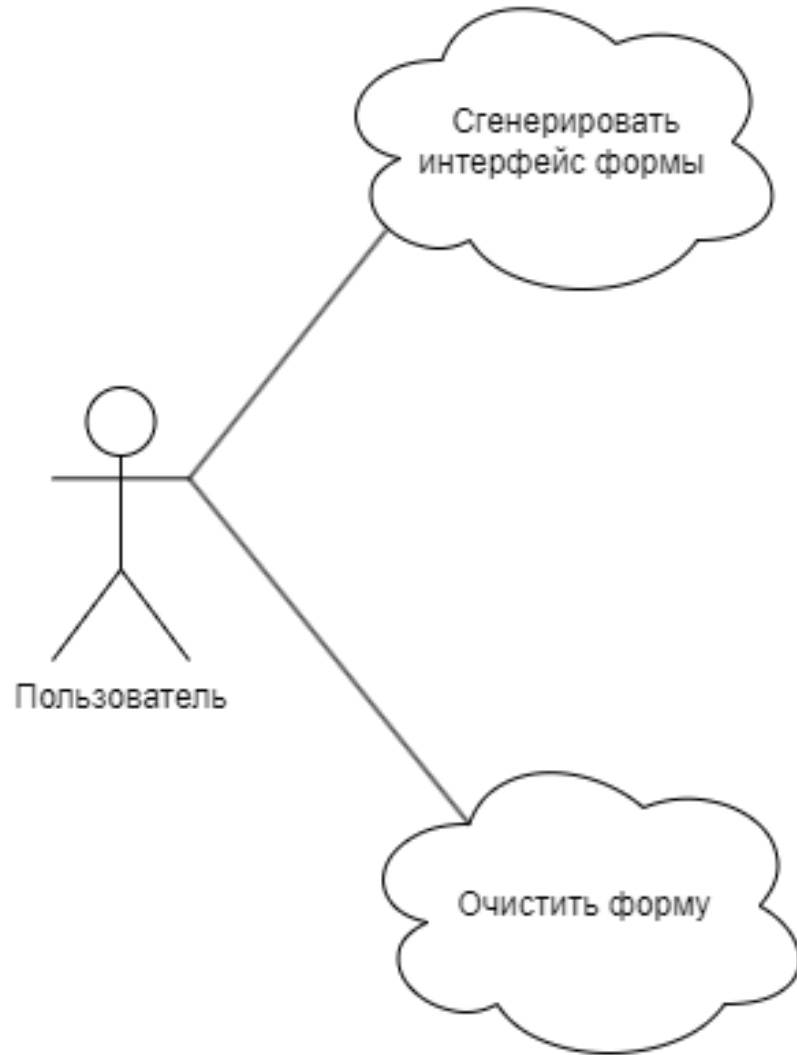 Сгенерировать
интерфейс формы
Пользователь
Очистить форму